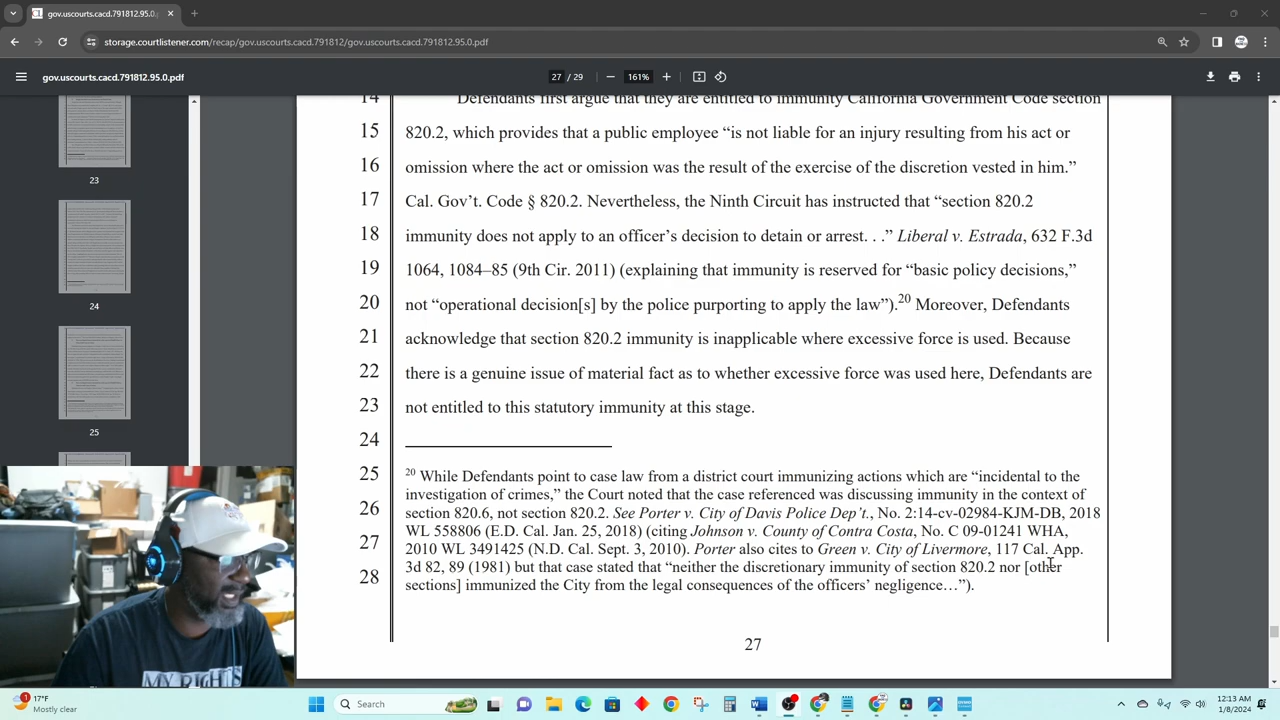 gov.uscourts.cacd.791812.95.0.p
storage.courtlistener.com/recap/gov.uscourts.cacd.791812/gov.uscourts.cacd.791812.95.0.pdf
gov.uscourts.cacd.791812.95.0.pdf
27 / 29
161%
23
24
25
14 Defendants first argue that they are entitled to immunity California Government Code section
15 820.2, which provides that a public employee “is not liable for an injury resulting from his act or
16 omission where the act or omission was the result of the exercise of the discretion vested in him.”
17 Cal. Gov’t. Code § 820.2. Nevertheless, the Ninth Circuit has instructed that “section 820.2
18 immunity does not apply to an officer’s decision to detain or arrest. . .” Liberal v. Estrada, 632 F.3d
19 1064, 1084–85 (9th Cir. 2011) (explaining that immunity is reserved for “basic policy decisions,”
20 not “operational decision[s] by the police purporting to apply the law”).20 Moreover, Defendants
21 acknowledge that section 820.2 immunity is inapplicable where excessive force is used. Because
22 there is a genuine issue of material fact as to whether excessive force was used here, Defendants are
23 not entitled to this statutory immunity at this stage.
24
25 20 While Defendants point to case law from a district court immunizing actions which are “incidental to the
investigation of crimes,” the Court noted that the case referenced was discussing immunity in the context of
26 section 820.6, not section 820.2. See Porter v. City of Davis Police Dep’t., No. 2:14-cv-02984-KJM-DB, 2018
WL 558806 (E.D. Cal. Jan. 25, 2018) (citing Johnson v. County of Contra Costa, No. C 09-01241 WHA,
27 2010 WL 3491425 (N.D. Cal. Sept. 3, 2010). Porter also cites to Green v. City of Livermore, 117 Cal. App.
3d 82, 89 (1981) but that case stated that “neither the discretionary immunity of section 820.2 nor [other
28 sections] immunized the City from the legal consequences of the officers’ negligence…”).
27
MY RIGHTS
1
17°F
Mostly clear
Search
12:13 AM
1/8/2024